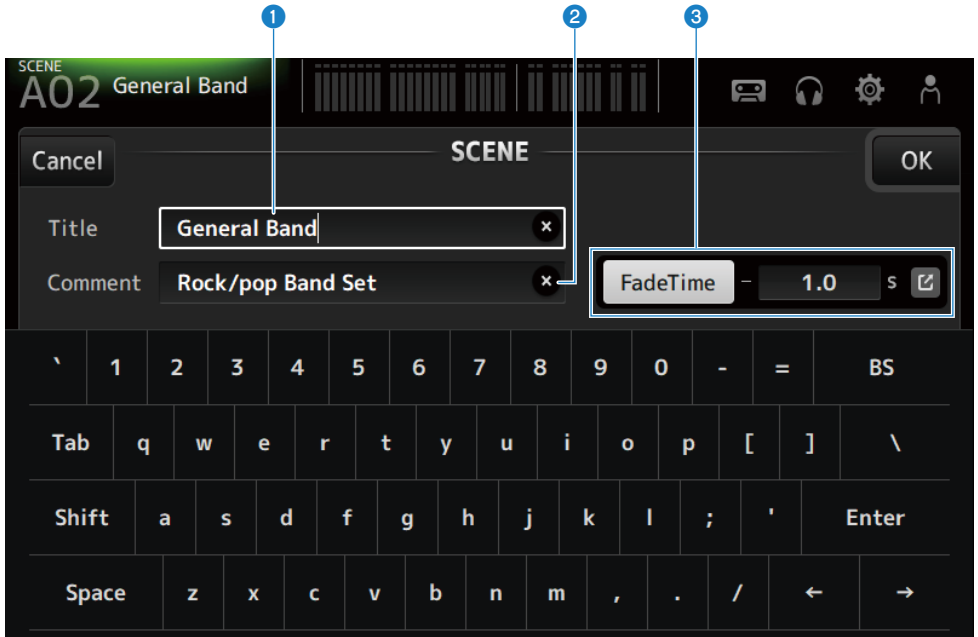 1 2 3
SCENE
A02 General Band
Cancel SCENE OK
Title General Band ×
Comment Rock/pop Band Set × FadeTime – 1.0 s
` 1 2 3 4 5 6 7 8 9 0 - = BS
Tab q w e r t y u i o p [ ] \
Shift a s d f g h j k l ; ' Enter
Space z x c v b n m , . / ← →